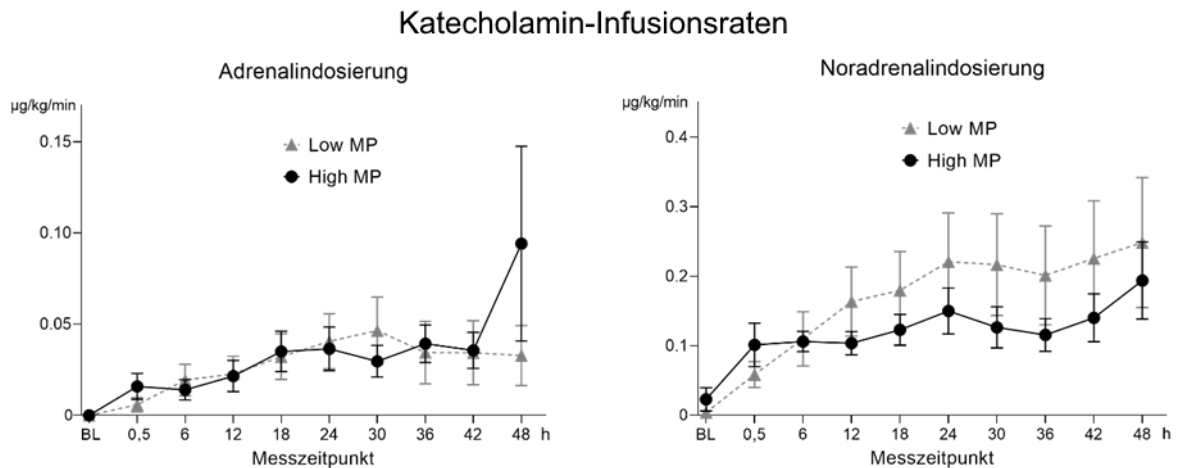 Katecholamin-Infusionsraten
Adrenalindosierung
µg/kg/min
0.15
0.10
0.05
0
Low MP
High MP
BL 0,5 6 12 18 24 30 36 42 48 h
Messzeitpunkt
Noradrenalindosierung
µg/kg/min
0.4
0.3
0.2
0.1
0
Low MP
High MP
BL 0,5 6 12 18 24 30 36 42 48 h
Messzeitpunkt